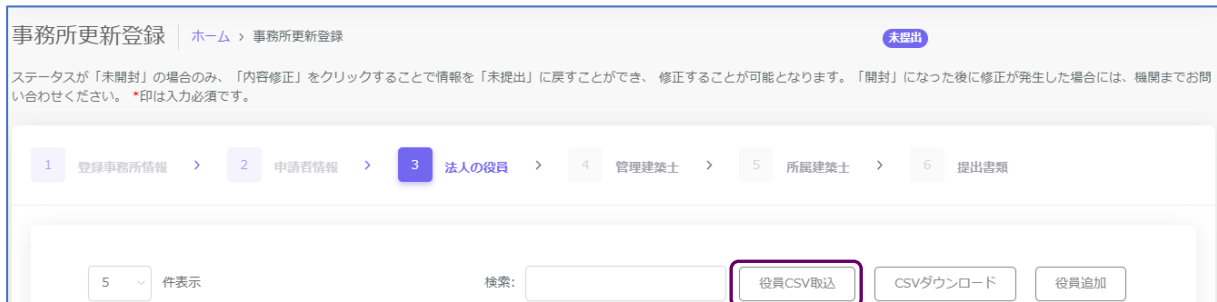 事務所更新登録 ホーム > 事務所更新登録 未提出
ステータスが「未開封」の場合のみ、「内容修正」をクリックすることで情報を「未提出」に戻すことができ、 修正することが可能となります。「開封」になった後に修正が発生した場合には、機関までお問
い合わせください。 *印は入力必須です。
1 登録事務所情報 > 2 申請者情報 > 3 法人の役員 > 4 管理建築士 > 5 所属建築士 > 6 提出書類
5 件表示 検索: 役員CSV取込 CSVダウンロード 役員追加